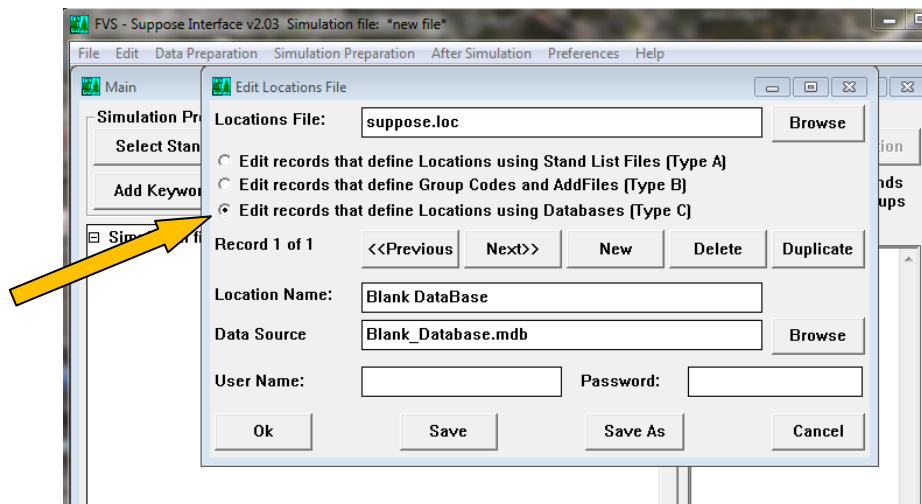 FVS - Suppose Interface v2.03 Simulation file: *new file*
File Edit Data Preparation Simulation Preparation After Simulation Preferences Help
Main
Edit Locations File
Simulation Pr
Locations File: suppose.loc Browse
Select Stan
ion
Edit records that define Locations using Stand List Files (Type A)
Add Keywor
Edit records that define Group Codes and AddFiles (Type B)
nds
ups
Edit records that define Locations using Databases (Type C)
Record 1 of 1 <<Previous Next>> New Delete Duplicate
Location Name: Blank DataBase
Data Source Blank_Database.mdb Browse
User Name: Password:
Ok Save Save As Cancel